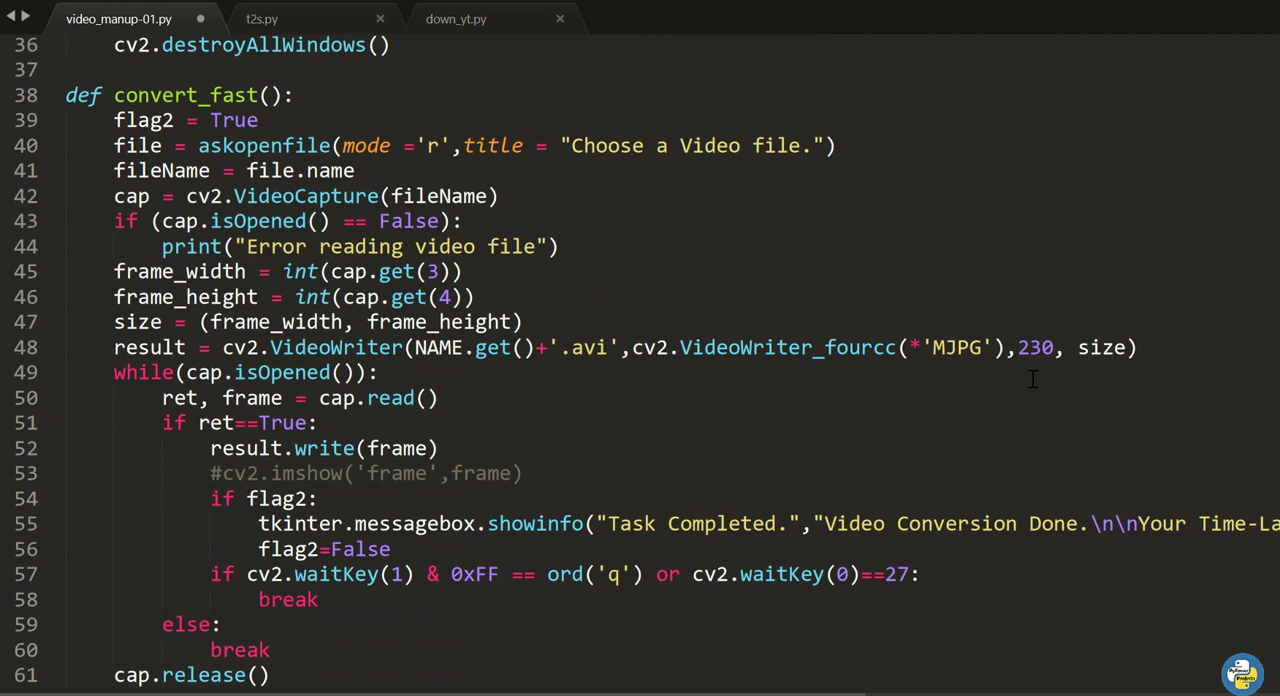 video_manup-01.py t2s.py down_yt.py
36 cv2.destroyAllWindows()
37
38 def convert_fast():
39 flag2 = True
40 file = askopenfile(mode ='r',title = "Choose a Video file.")
41 fileName = file.name
42 cap = cv2.VideoCapture(fileName)
43 if (cap.isOpened() == False):
44 print("Error reading video file")
45 frame_width = int(cap.get(3))
46 frame_height = int(cap.get(4))
47 size = (frame_width, frame_height)
48 result = cv2.VideoWriter(NAME.get()+'.avi',cv2.VideoWriter_fourcc(*'MJPG'),230, size)
49 while(cap.isOpened()):
50 ret, frame = cap.read()
51 if ret==True:
52 result.write(frame)
53 #cv2.imshow('frame',frame)
54 if flag2:
55 tkinter.messagebox.showinfo("Task Completed.","Video Conversion Done.\n\nYour Time-La
56 flag2=False
57 if cv2.waitKey(1) & 0xFF == ord('q') or cv2.waitKey(0)==27:
58 break
59 else:
60 break
61 cap.release()